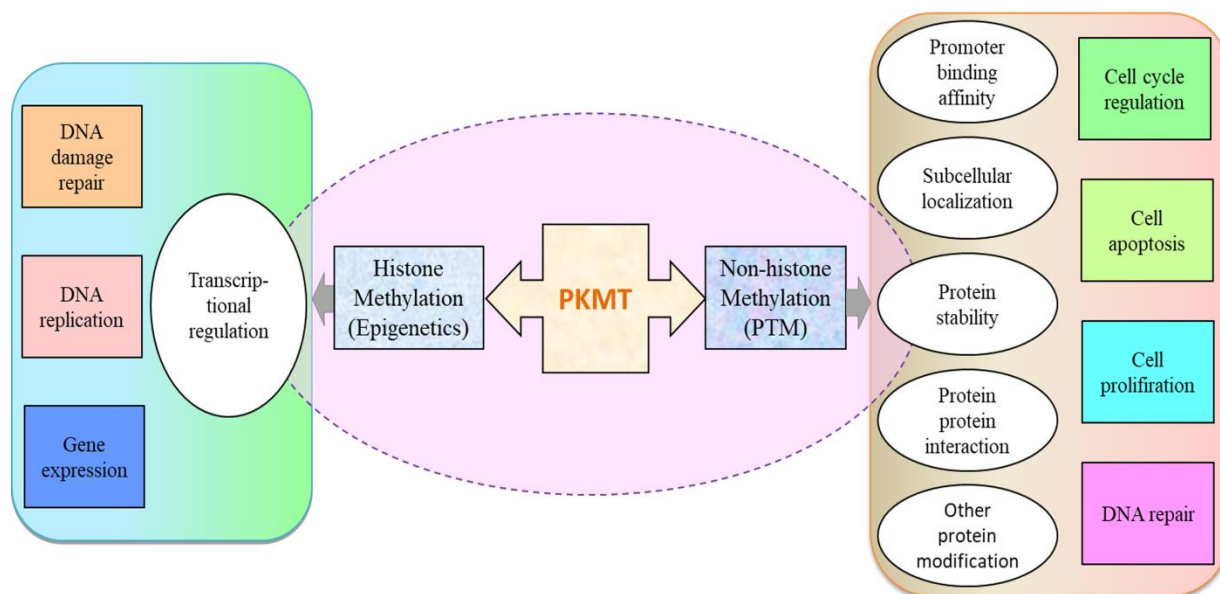 DNA
damage
repair
DNA
replication
Gene
expression
Transcrip-
tional
regulation
Histone
Methylation
(Epigenetics)
PKMT
Non-histone
Methylation
(PTM)
Promoter
binding
affinity
Subcellular
localization
Protein
stability
Protein
protein
interaction
Other
protein
modification
Cell cycle
regulation
Cell
apoptosis
Cell
prolifiration
DNA repair